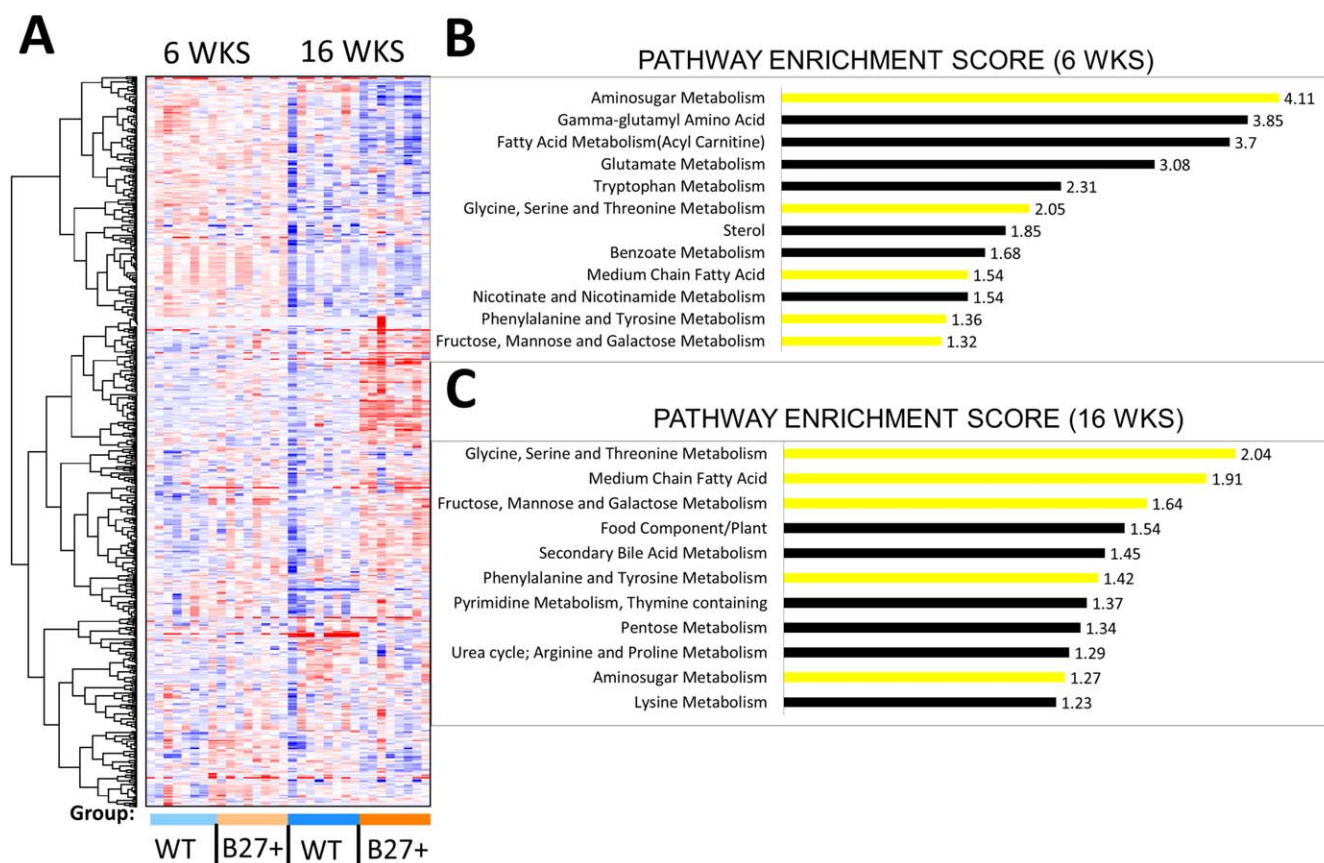 A
6 WKS 16 WKS
Group:
WT B27+ WT B27+
B
PATHWAY ENRICHMENT SCORE (6 WKS)
Aminosugar Metabolism 4.11
Gamma-glutamyl Amino Acid 3.85
Fatty Acid Metabolism(Acyl Carnitine) 3.7
Glutamate Metabolism 3.08
Tryptophan Metabolism 2.31
Glycine, Serine and Threonine Metabolism 2.05
Sterol 1.85
Benzoate Metabolism 1.68
Medium Chain Fatty Acid 1.54
Nicotinate and Nicotinamide Metabolism 1.54
Phenylalanine and Tyrosine Metabolism 1.36
Fructose, Mannose and Galactose Metabolism 1.32
C
PATHWAY ENRICHMENT SCORE (16 WKS)
Glycine, Serine and Threonine Metabolism 2.04
Medium Chain Fatty Acid 1.91
Fructose, Mannose and Galactose Metabolism 1.64
Food Component/Plant 1.54
Secondary Bile Acid Metabolism 1.45
Phenylalanine and Tyrosine Metabolism 1.42
Pyrimidine Metabolism, Thymine containing 1.37
Pentose Metabolism 1.34
Urea cycle; Arginine and Proline Metabolism 1.29
Aminosugar Metabolism 1.27
Lysine Metabolism 1.23